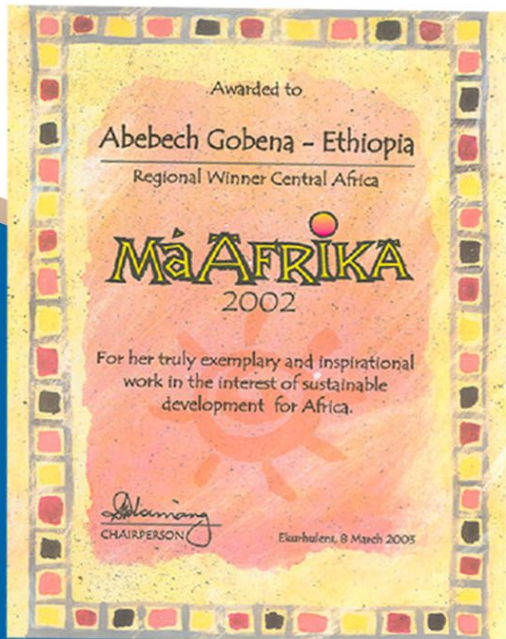 Awarded to
Abebech Gobena - Ethiopia
Regional Winner Central Africa
MàAFRIKA
2002
For her truly exemplary and inspirational
work in the interest of sustainable
development for Africa.
CHAIRPERSON
Ekurhuleni, 8 March 2003